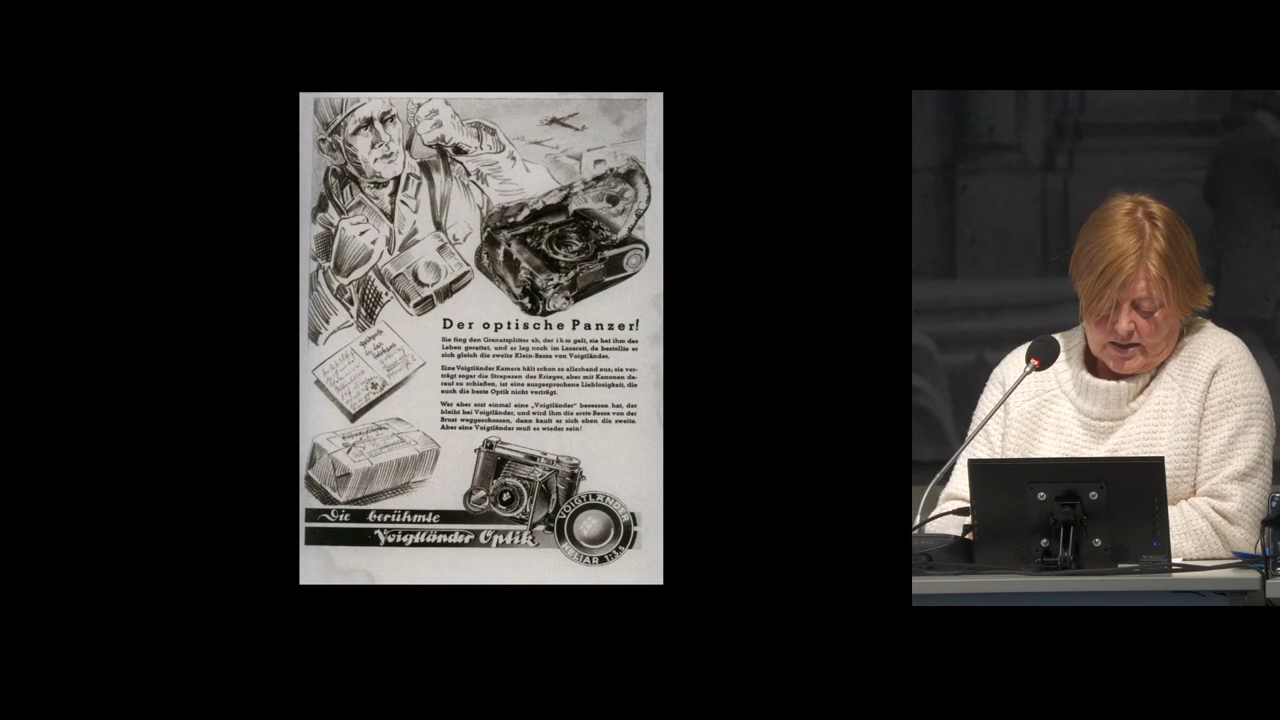 Der optische Panzer!
Sie fing den Granatsplitter ab, der ihm galt, sie hat ihm das
Leben gerettet, und er lag noch im Lazarett, da bestellte er
sich gleich die zweite Klein-Bessa von Voigtländer.
Eine Voigtländer Kamera hält schon so allerhand aus; sie ver-
trägt sogar die Strapazen des Krieges, aber mit Kanonen da-
rauf zu schießen, ist eine ausgesprochene Lieblosigkeit, die
auch die beste Optik nicht verträgt.
Wer aber erst einmal eine „Voigtländer“ besessen hat, der
bleibt bei Voigtländer, und wird ihm die erste Bessa von der
Brust weggeschossen, dann kauft er sich eben die zweite.
Aber eine Voigtländer muß es wieder sein!
Die berühmte
Voigtländer Optik
VOIGTLÄNDER
HELIAR 1:3,5